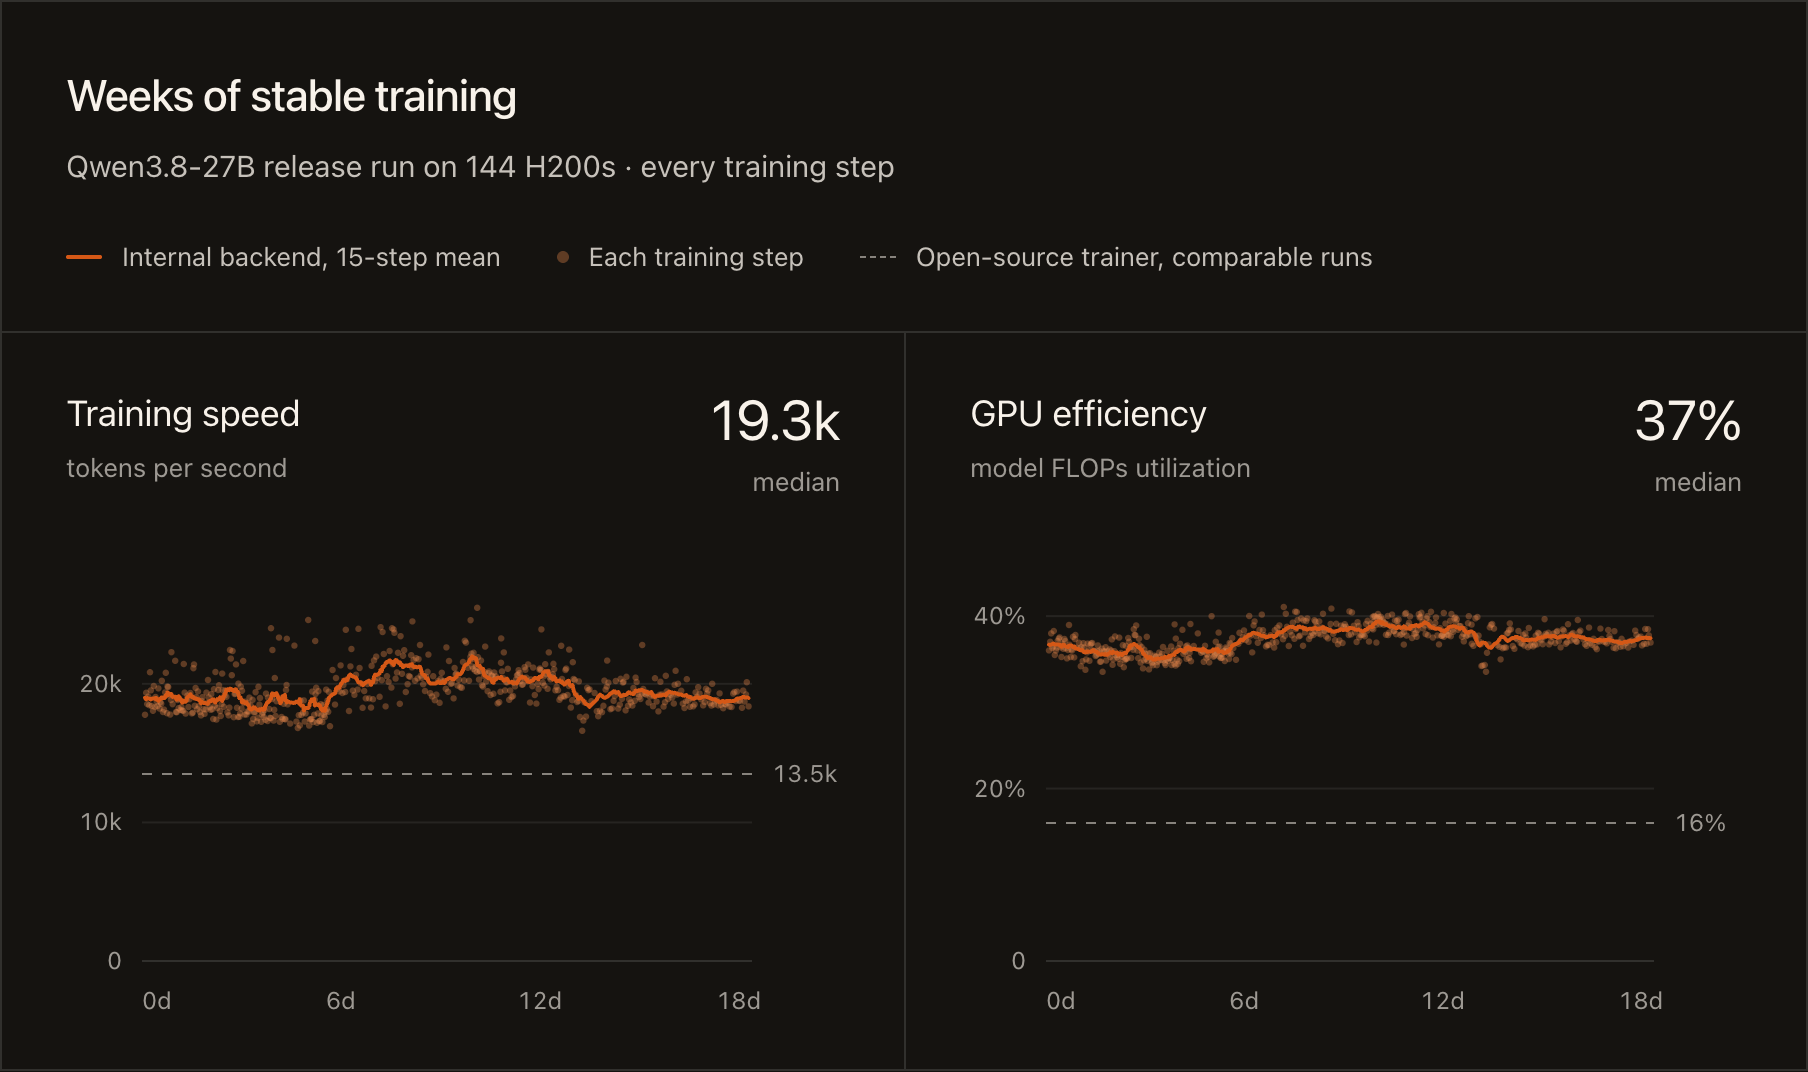 Weeks of stable training
Qwen3.8-27B release run on 144 H200s · every training step
Internal backend, 15-step mean
Each training step
Open-source trainer, comparable runs
Training speed
19.3k
tokens per second
median
20k
13.5k
10k
0
0d
6d
12d
18d
GPU efficiency
37%
model FLOPs utilization
median
40%
20%
16%
0
0d
6d
12d
18d